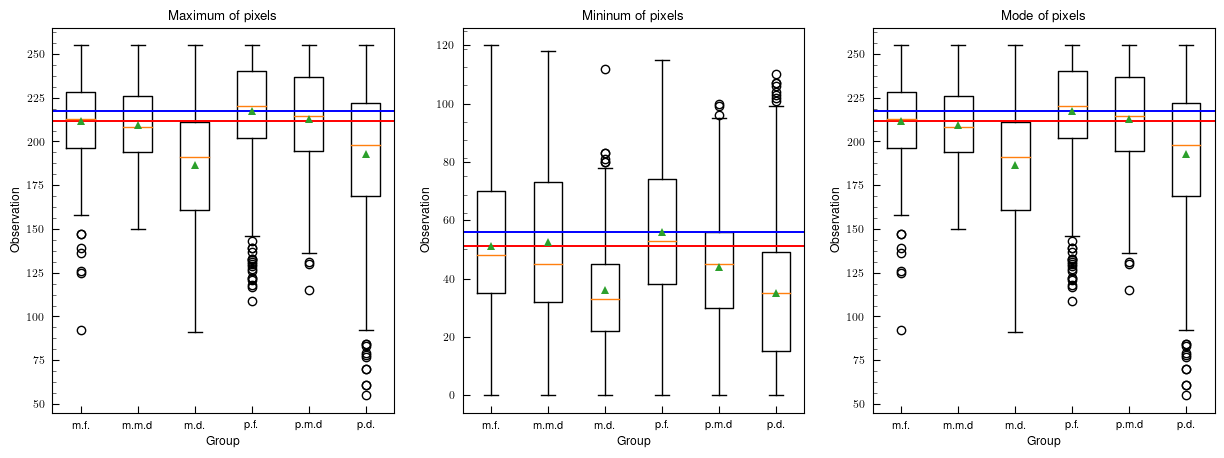 Maximum of pixels
Observation
250
225
200
175
150
125
100
75
50
m.f.
m.m.d
m.d.
p.f.
p.m.d
p.d.
Group
Mininum of pixels
Observation
120
100
80
60
40
20
0
m.f.
m.m.d
m.d.
p.f.
p.m.d
p.d.
Group
Mode of pixels
Observation
250
225
200
175
150
125
100
75
50
m.f.
m.m.d
m.d.
p.f.
p.m.d
p.d.
Group